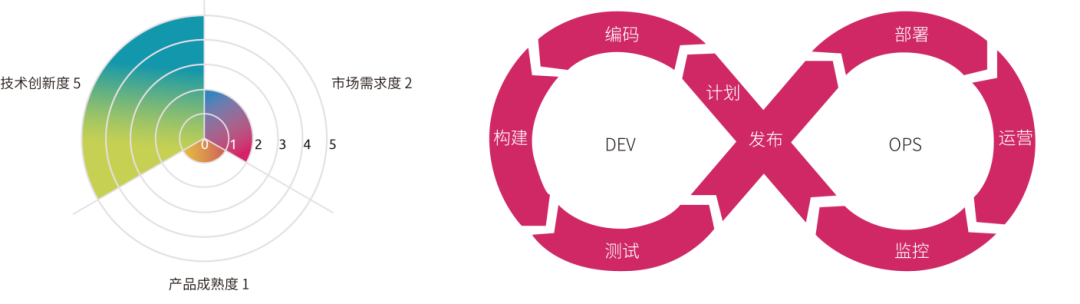 技术创新度 5
市场需求度 2
0 1 2 3 4 5
产品成熟度 1
编码
计划
构建
DEV
测试
发布
部署
运营
OPS
监控